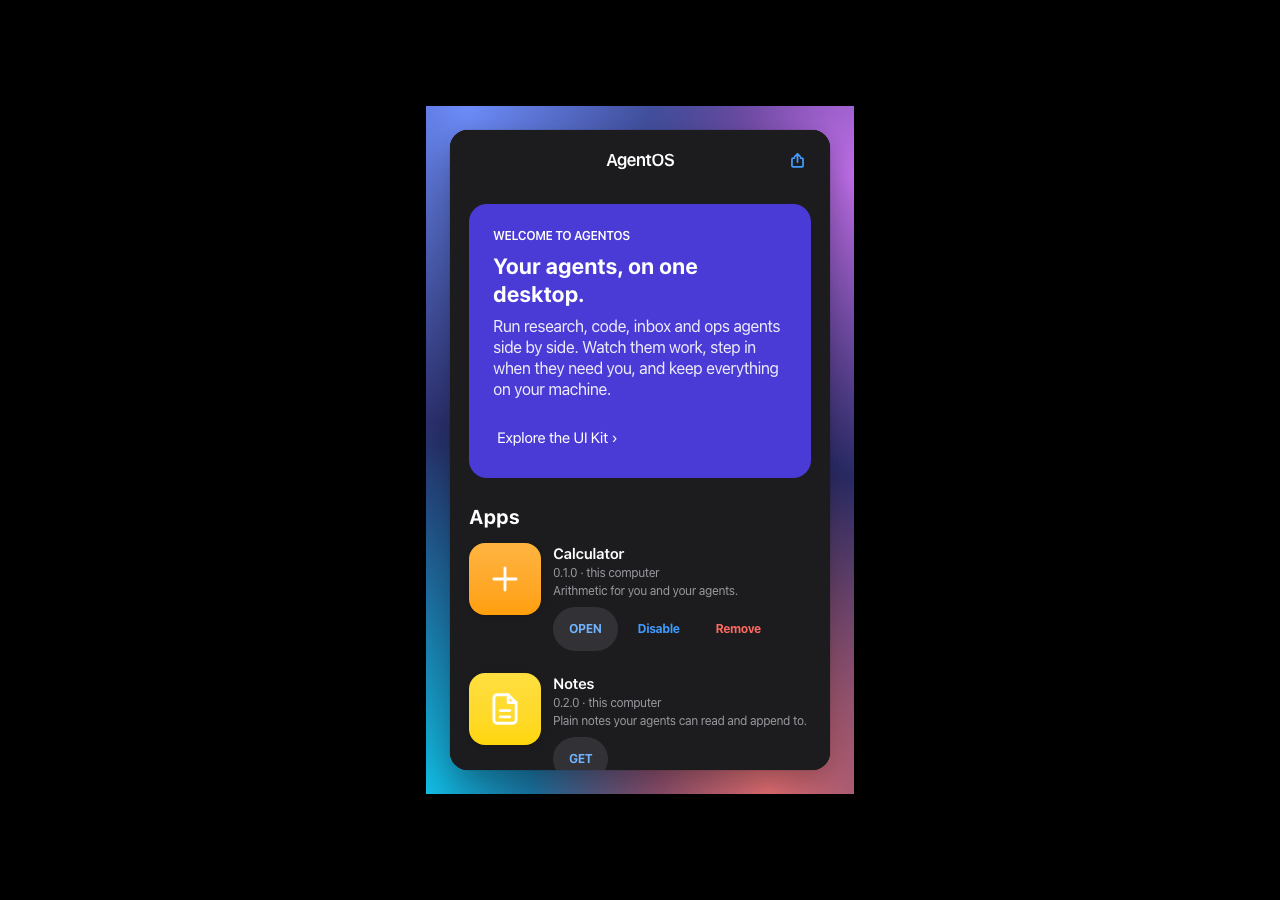 AgentOS
WELCOME TO AGENTOS
Your agents, on one
desktop.
Run research, code, inbox and ops agents
side by side. Watch them work, step in
when they need you, and keep everything
on your machine.
Explore the UI Kit ›
Apps
Calculator
0.1.0 · this computer
Arithmetic for you and your agents.
OPEN Disable Remove
Notes
0.2.0 · this computer
Plain notes your agents can read and append to.
GET